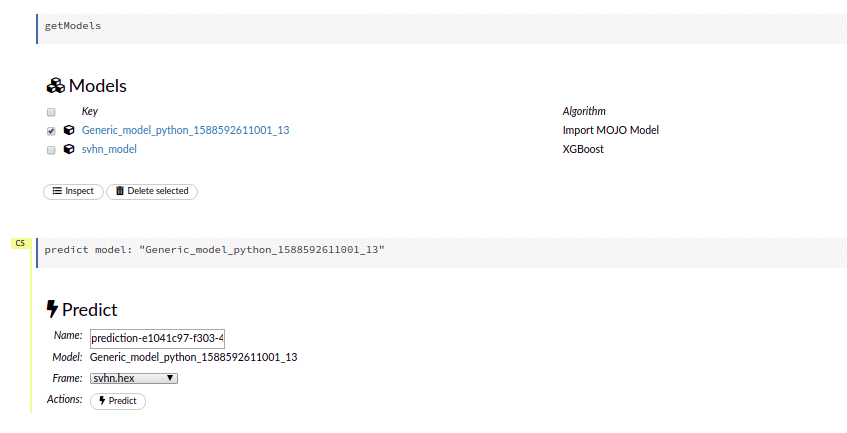 getModels
Models
Key Algorithm
Generic_model_python_1588592611001_13 Import MOJO Model
svhn_model XGBoost
Inspect Delete selected
CS predict model: "Generic_model_python_1588592611001_13"
Predict
Name: prediction-e1041c97-f303-4
Model: Generic_model_python_1588592611001_13
Frame: svhn.hex
Actions: Predict